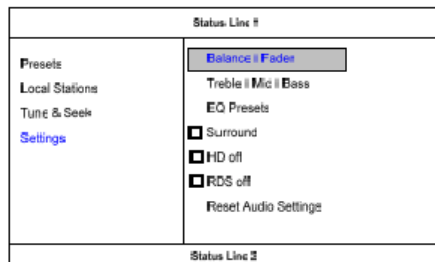 Status Line 1
Presets
Local Stations
Tune & Seek
Settings
Balance | Fader
Treble | Mid | Bass
EQ Presets
Surround
HD off
RDS off
Reset Audio Settings
Status Line 2